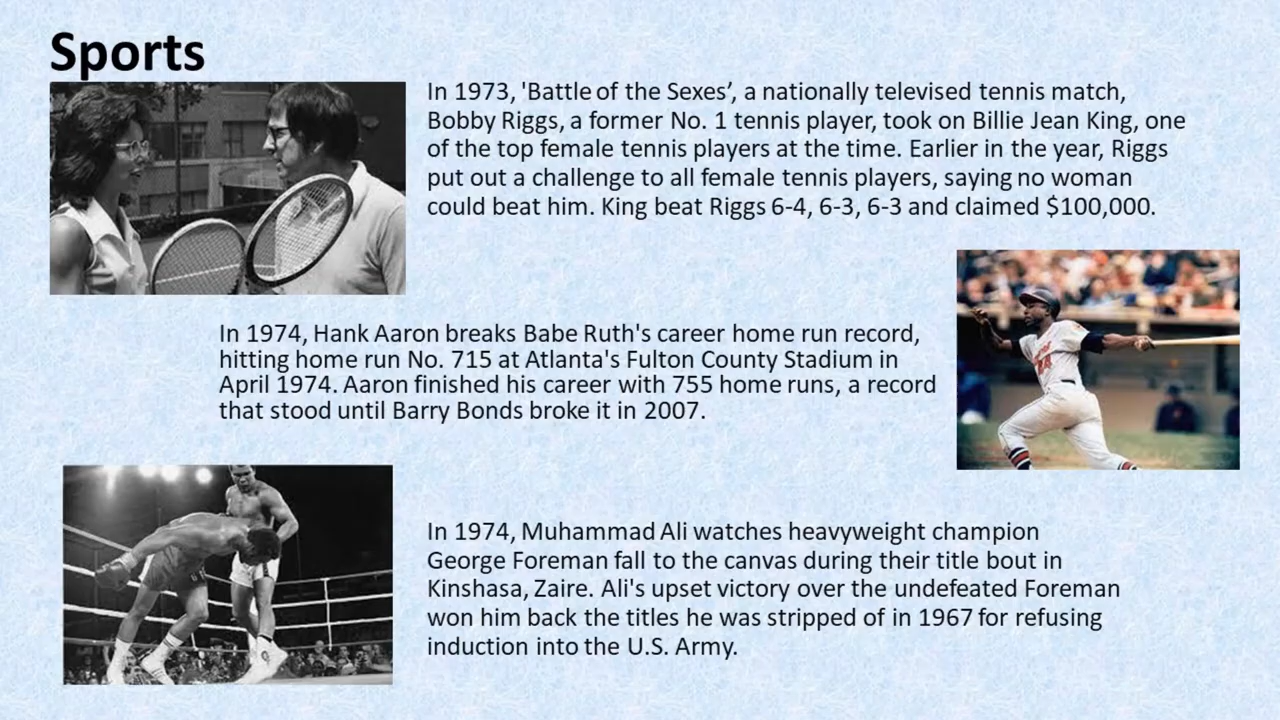 Sports
In 1973, 'Battle of the Sexes’, a nationally televised tennis match,
Bobby Riggs, a former No. 1 tennis player, took on Billie Jean King, one
of the top female tennis players at the time. Earlier in the year, Riggs
put out a challenge to all female tennis players, saying no woman
could beat him. King beat Riggs 6-4, 6-3, 6-3 and claimed $100,000.
In 1974, Hank Aaron breaks Babe Ruth's career home run record,
hitting home run No. 715 at Atlanta's Fulton County Stadium in
April 1974. Aaron finished his career with 755 home runs, a record
that stood until Barry Bonds broke it in 2007.
In 1974, Muhammad Ali watches heavyweight champion
George Foreman fall to the canvas during their title bout in
Kinshasa, Zaire. Ali's upset victory over the undefeated Foreman
won him back the titles he was stripped of in 1967 for refusing
induction into the U.S. Army.